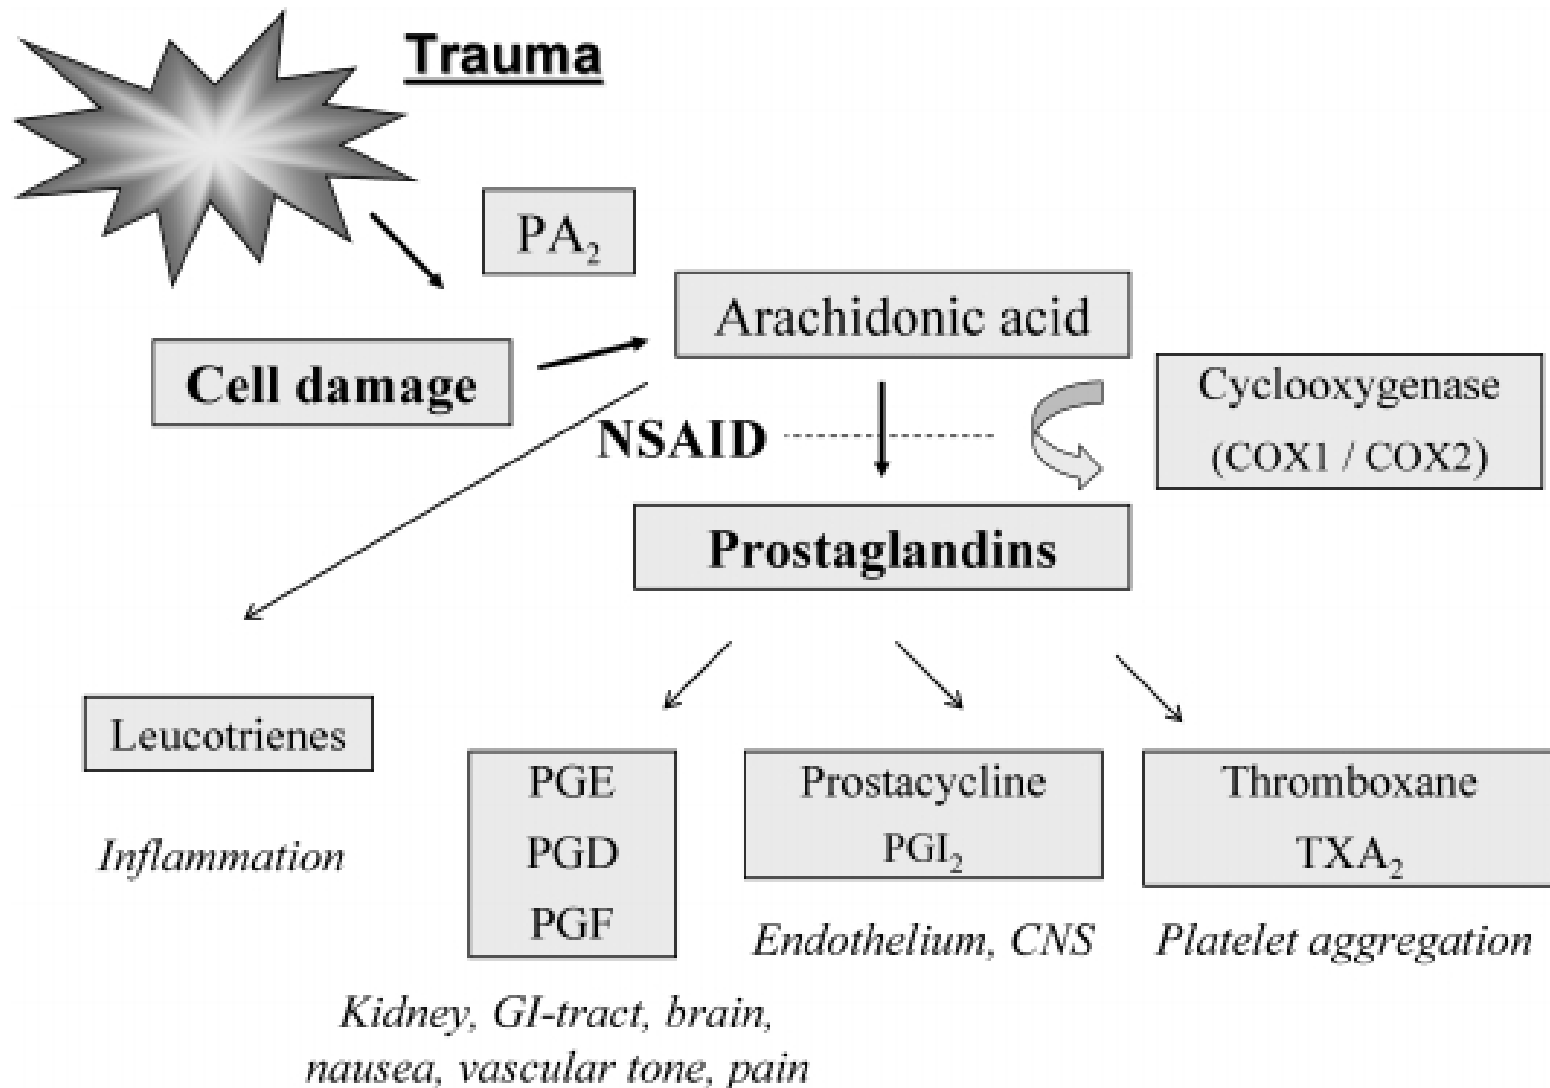 Trauma
PA₂
Arachidonic acid
Cell damage
Cyclooxygenase
(COX1 / COX2)
NSAID
Prostaglandins
Leucotrienes
Inflammation
PGE
PGD
PGF
Kidney, GI-tract, brain,
nausea, vascular tone, pain
Prostacycline
PGI₂
Endothelium, CNS
Thromboxane
TXA₂
Platelet aggregation